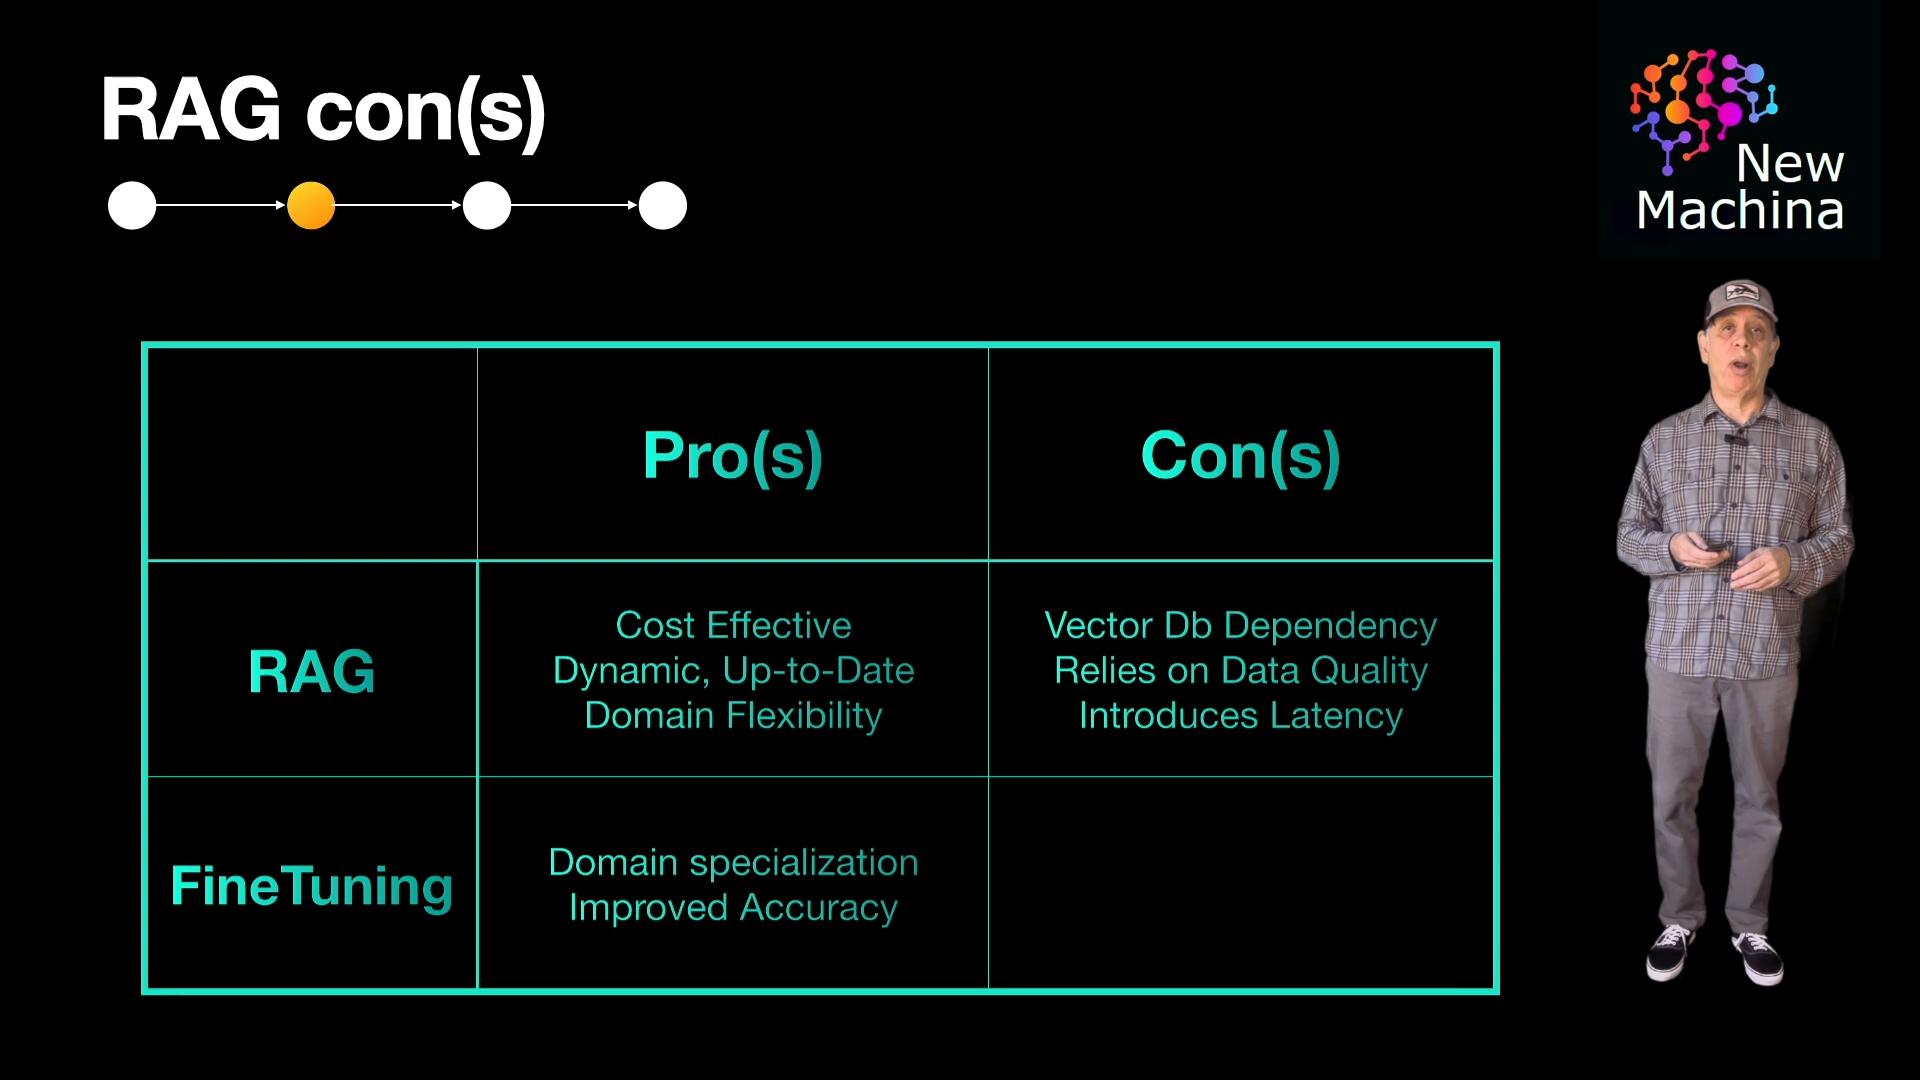 RAG con(s)
New
Machina
Pro(s)
Con(s)
RAG
Cost Effective
Dynamic, Up-to-Date
Domain Flexibility
Vector Db Dependency
Relies on Data Quality
Introduces Latency
FineTuning
Domain specialization
Improved Accuracy